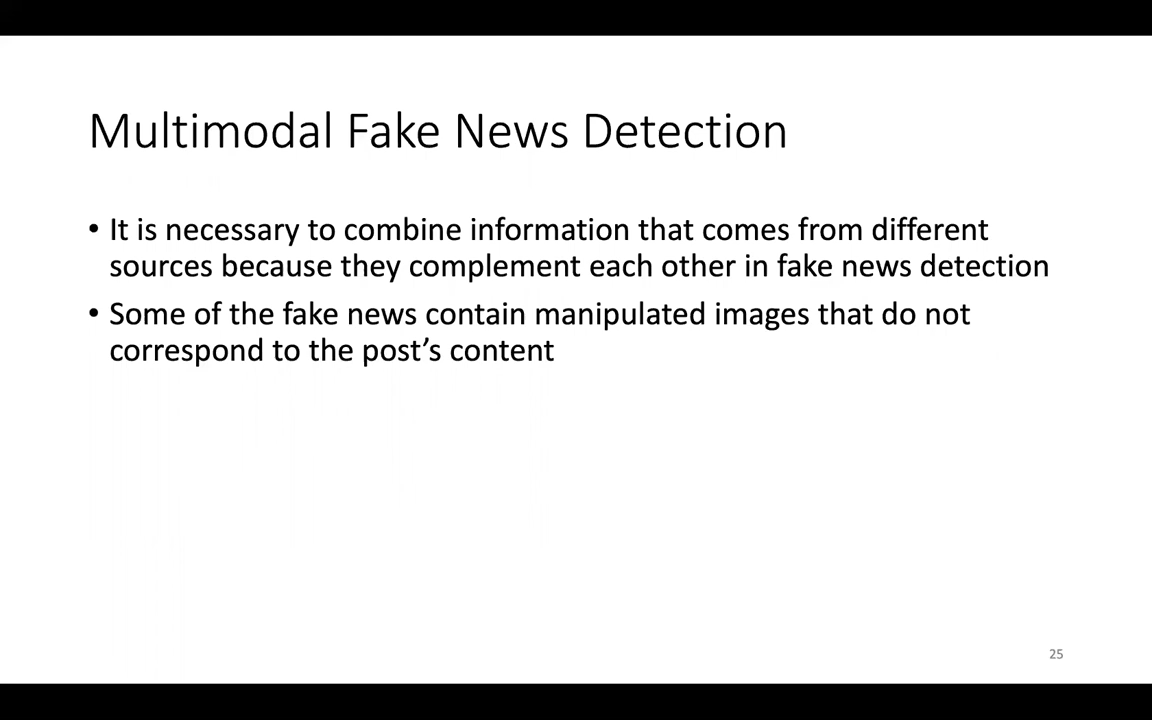 Multimodal Fake News Detection
• It is necessary to combine information that comes from different
sources because they complement each other in fake news detection
• Some of the fake news contain manipulated images that do not
correspond to the post’s content
25